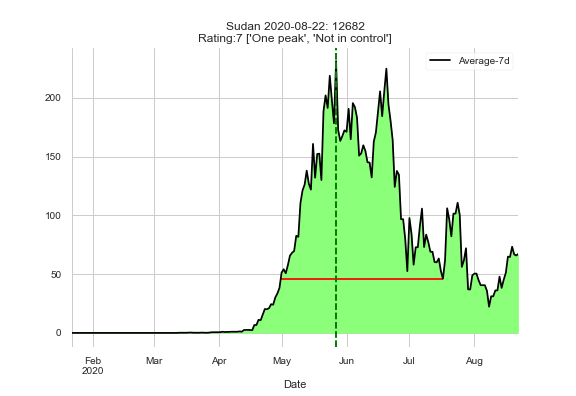 Sudan 2020-08-22: 12682
Rating:7 ['One peak', 'Not in control']
Average-7d
200
150
100
50
0
Feb Mar Apr May Jun Jul Aug
2020
Date